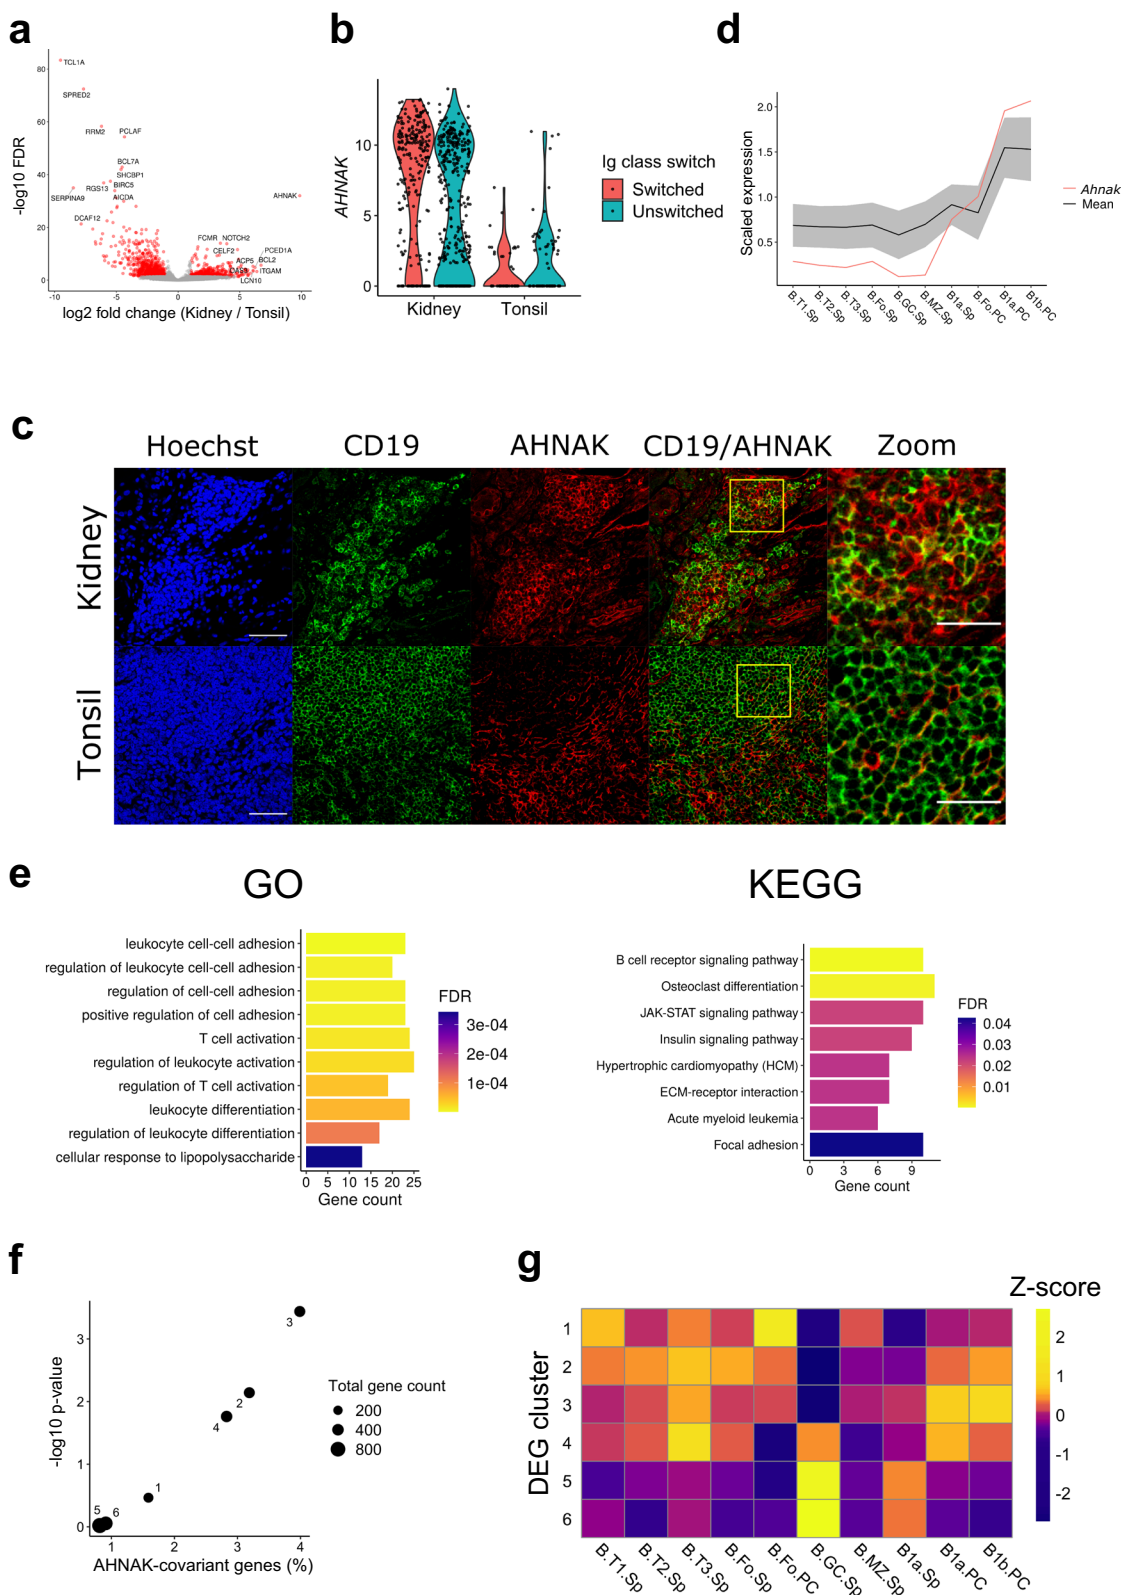 a
-log10 FDR
80
60
40
20
0
-10
-5
0
5
10
log2 fold change (Kidney / Tonsil)
TCL1A
SPRED2
RRM2
PCLAF
BCL7A
SHCBP1
RGS13
BIRC5
SERPINA9
AICDA
DCAF12
AHNAK
FCMR
NOTCH2
CELF2
PCED1A
ACP5
BCL2
ITGAM
LCN10
b
AHNAK
10
5
0
Kidney
Tonsil
Ig class switch
Switched
Unswitched
d
Scaled expression
2.0
1.5
1.0
0.5
B.T1.Sp
B.T2.Sp
B.T3.Sp
B.Fo.Sp
B.GC.Sp
B.MZ.Sp
B1a.Sp
B.Fo.PC
B1a.PC
B1b.PC
Ahnak
Mean
c
Hoechst
CD19
AHNAK
CD19/AHNAK
Zoom
Kidney
Tonsil
e
GO
leukocyte cell-cell adhesion
regulation of leukocyte cell-cell adhesion
regulation of cell-cell adhesion
positive regulation of cell adhesion
T cell activation
regulation of leukocyte activation
regulation of T cell activation
leukocyte differentiation
regulation of leukocyte differentiation
cellular response to lipopolysaccharide
0 5 10 15 20 25
Gene count
FDR
3e-04
2e-04
1e-04
KEGG
B cell receptor signaling pathway
Osteoclast differentiation
JAK-STAT signaling pathway
Insulin signaling pathway
Hypertrophic cardiomyopathy (HCM)
ECM-receptor interaction
Acute myeloid leukemia
Focal adhesion
0 3 6 9
Gene count
FDR
0.04
0.03
0.02
0.01
f
-log10 p-value
3
2
1
0
3
2
4
1
5
6
1 2 3 4
AHNAK-covariant genes (%)
Total gene count
200
400
800
g
DEG cluster
1
2
3
4
5
6
B.T1.Sp
B.T2.Sp
B.T3.Sp
B.Fo.Sp
B.Fo.PC
B.GC.Sp
B.MZ.Sp
B1a.Sp
B1a.PC
B1b.PC
Z-score
2
1
0
-1
-2